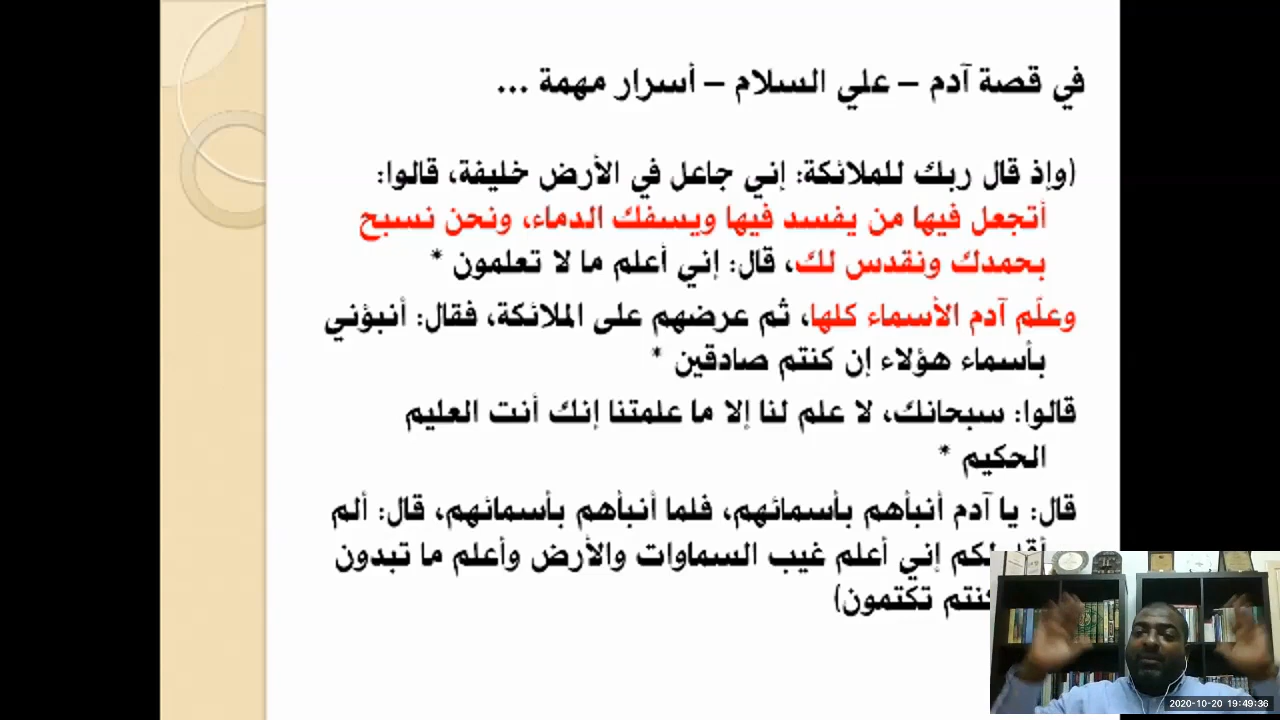 في قصة آدم – علي السلام – أسرار مهمة ...
(وإذ قال ربك للملائكة: إني جاعل في الأرض خليفة، قالوا:
أتجعل فيها من يفسد فيها ويسفك الدماء، ونحن نسبح
بحمدك ونقدس لك، قال: إني أعلم ما لا تعلمون *
وعلّم آدم الأسماء كلها، ثم عرضهم على الملائكة، فقال: أنبؤني
بأسماء هؤلاء إن كنتم صادقين *
قالوا: سبحانك، لا علم لنا إلا ما علمتنا إنك أنت العليم
الحكيم *
قال: يا آدم أنبأهم بأسمائهم، فلما أنبأهم بأسمائهم، قال: ألم
إني أعلم غيب السماوات والأرض وأعلم ما تبدون
كنتم تكتمون)
2020-10-20 19:49:36